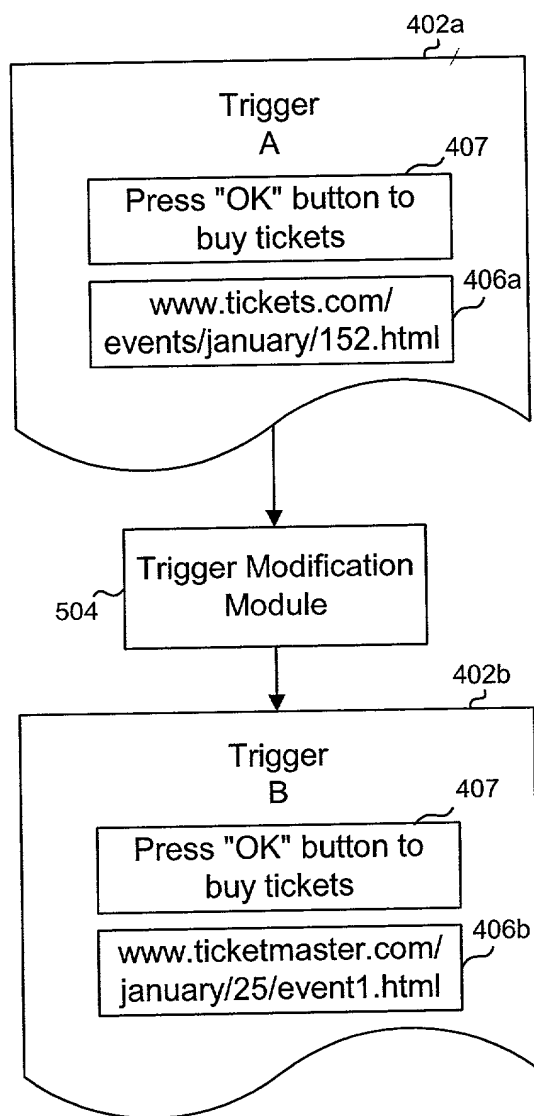 402a
Trigger
A
407
Press "OK" button to
buy tickets
406a
www.tickets.com/
events/january/152.html
Trigger Modification
Module
504
402b
Trigger
B
407
Press "OK" button to
buy tickets
406b
www.ticketmaster.com/
january/25/event1.html